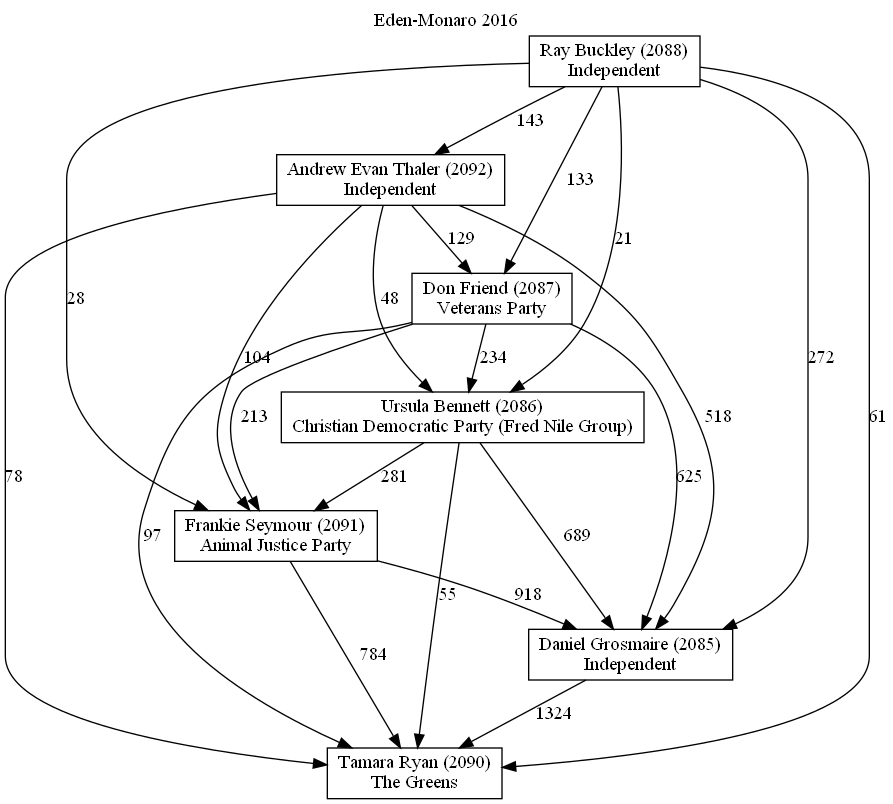 Eden-Monaro 2016
Ray Buckley (2088)
Independent
143
Andrew Evan Thaler (2092)
Independent
133
129
21
Don Friend (2087)
Veterans Party
28
48
104
234
272
213
518
61
Ursula Bennett (2086)
Christian Democratic Party (Fred Nile Group)
78
281
625
97
Frankie Seymour (2091)
Animal Justice Party
689
55
918
784
Daniel Grosmaire (2085)
Independent
1324
Tamara Ryan (2090)
The Greens